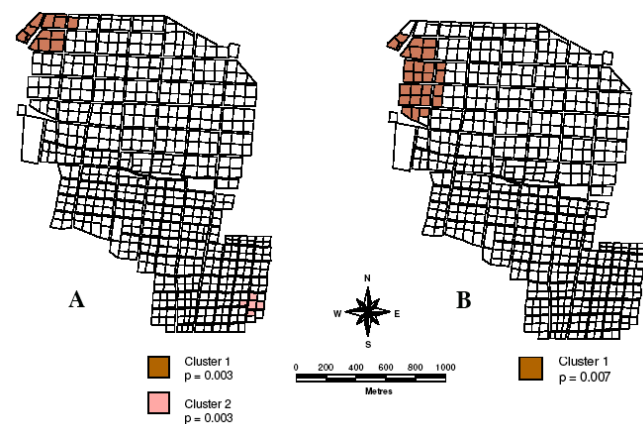 A
B
N
W E
S
Cluster 1
p = 0.003
Cluster 2
p = 0.003
0 200 400 600 800 1000
Metres
Cluster 1
p = 0.007